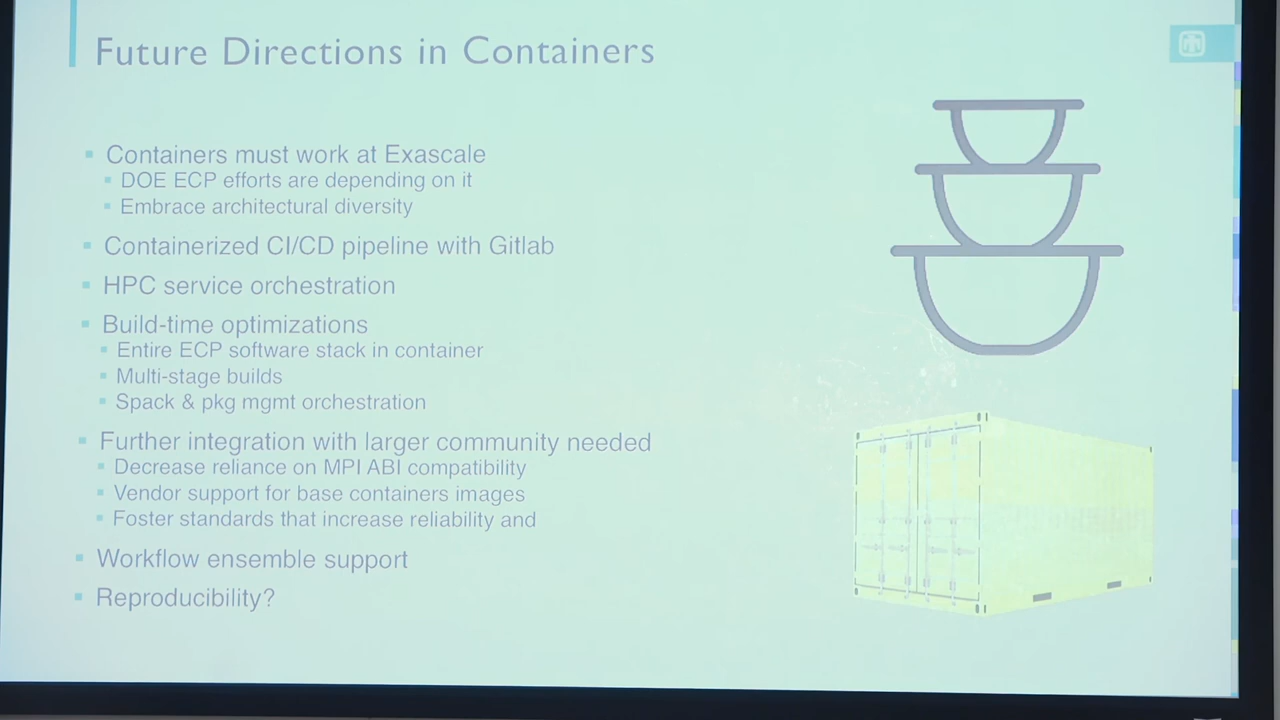 Future Directions in Containers
Containers must work at Exascale
DOE ECP efforts are depending on it
Embrace architectural diversity
Containerized CI/CD pipeline with Gitlab
HPC service orchestration
Build-time optimizations
Entire ECP software stack in container
Multi-stage builds
Spack & pkg mgmt orchestration
Further integration with larger community needed
Decrease reliance on MPI ABI compatibility
Vendor support for base containers images
Foster standards that increase reliability and
Workflow ensemble support
Reproducibility?